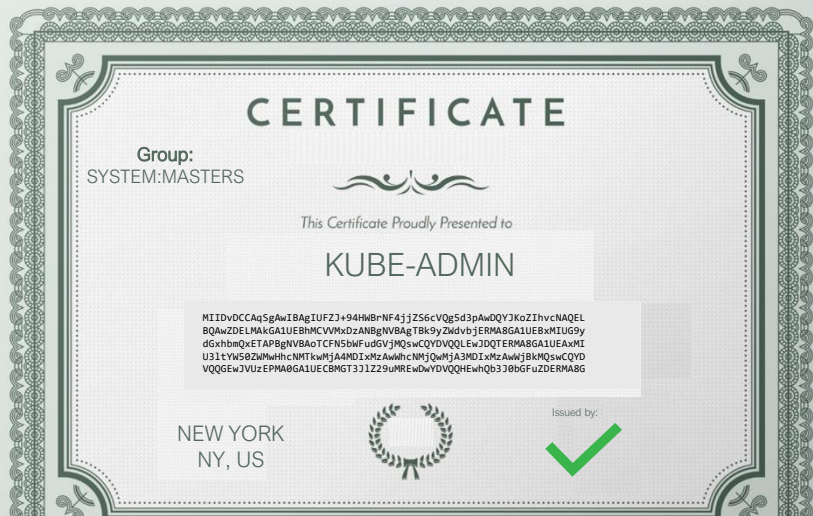 CERTIFICATE
Group:
SYSTEM:MASTERS
This Certificate Proudly Presented to
KUBE-ADMIN
MIIDvDCCAqSgAwIBAgIUFZJ+94HWBrNF4jjZS6cVQg5d3pAwDQYJKoZIhvcNAQEL
BQAwZDELMAkGA1UEBhMCVVMxDzANBgNVBAgTBk9yZWdvbjERMA8GA1UEBxMIUG9y
dGxhbmQxETAPBgNVBAoTCFN5bWFudGVjMQswCQYDVQQLEwJDQTERMA8GA1UEAxMI
U3ltYW50ZWMwHhcNMTkwMjA4MDIxMzAwWhcNMjQwMjA3MDIxMzAwWjBkMQswCQYD
VQQGEwJVUzEPMA0GA1UECBMGT3JlZ29uMREwDwYDVQQHEwhQb3J0bGFuZDERMA8G
NEW YORK
NY, US
Issued by: